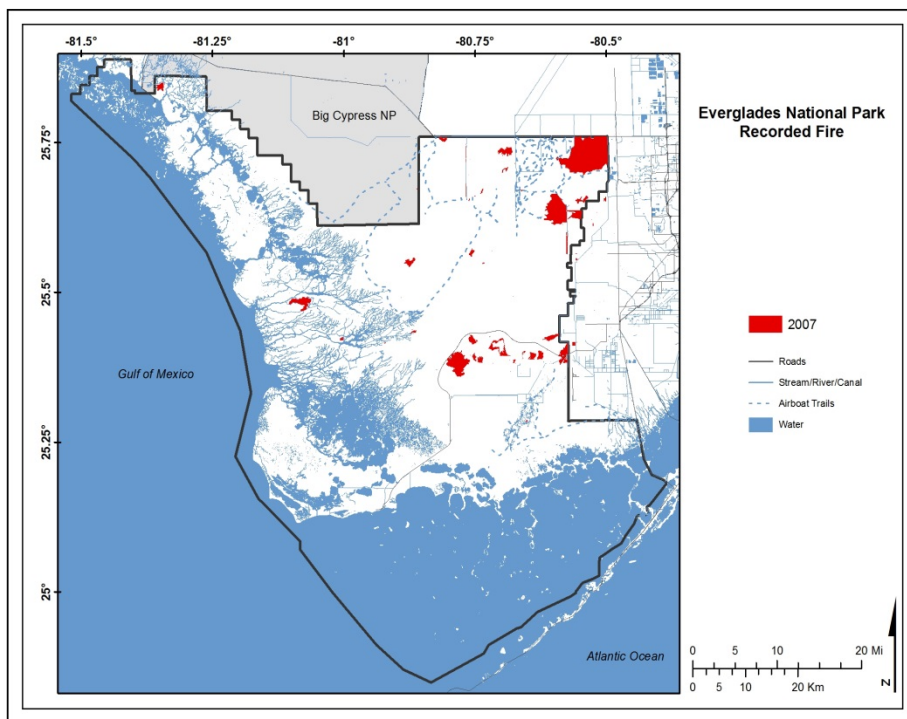 -81.5° -81.25° -81° -80.75° -80.5°
Everglades National Park
Recorded Fire
Big Cypress NP
25.75°
25.5°
25.25°
25°
2007
Roads
Stream/River/Canal
Airboat Trails
Water
Gulf of Mexico
Atlantic Ocean
0 5 10 20 Mi
0 5 10 20 Km
N